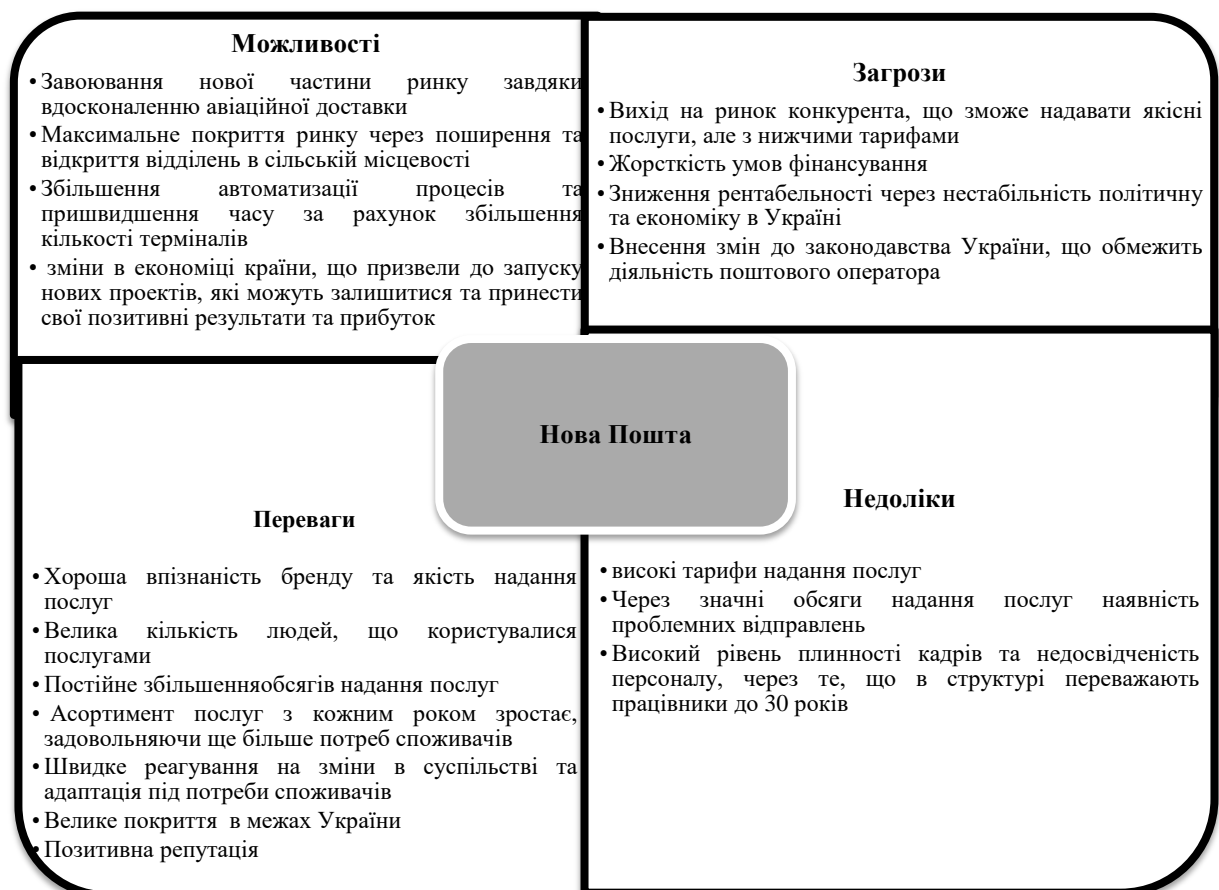 Можливості
•Завоювання нової частини ринку завдяки
вдосконаленню авіаційної доставки
•Максимальне покриття ринку через поширення та
відкриття відділень в сільській місцевості
•Збільшення автоматизації процесів та
пришвидшення часу за рахунок збільшення
кількості терміналів
• зміни в економіці країни, що призвели до запуску
нових проектів, які можуть залишитися та принести
свої позитивні результати та прибуток
Загрози
•Вихід на ринок конкурента, що зможе надавати якісні
послуги, але з нижчими тарифами
•Жорсткість умов фінансування
•Зниження рентабельності через нестабільність політичну
та економіку в Україні
•Внесення змін до законодавства України, що обмежить
діяльність поштового оператора
Нова Пошта
Переваги
•Хороша впізнаність бренду та якість надання
послуг
•Велика кількість людей, що користувалися
послугами
•Постійне збільшенняобсягів надання послуг
• Асортимент послуг з кожним роком зростає,
задовольняючи ще більше потреб споживачів
•Швидке реагування на зміни в суспільстві та
адаптація під потреби споживачів
•Велике покриття в межах України
•Позитивна репутація
Недоліки
•високі тарифи надання послуг
•Через значні обсяги надання послуг наявність
проблемних відправлень
•Високий рівень плинності кадрів та недосвідченість
персоналу, через те, що в структурі переважають
працівники до 30 років